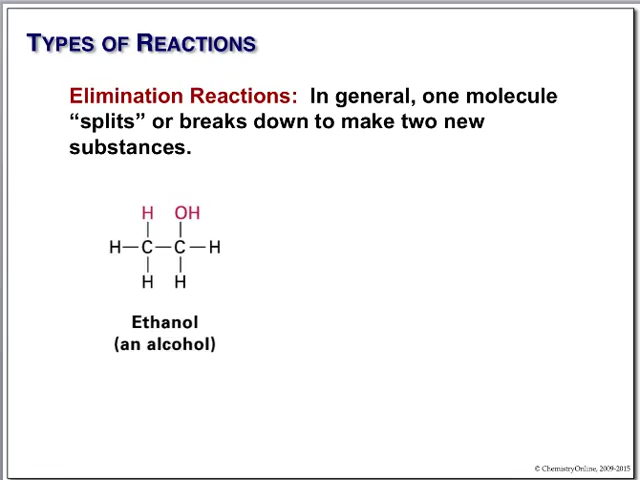 TYPES OF REACTIONS
Elimination Reactions: In general, one molecule
“splits” or breaks down to make two new
substances.
H OH
H—C—C—H
H H
Ethanol
(an alcohol)
© ChemistryOnline, 2009-2015